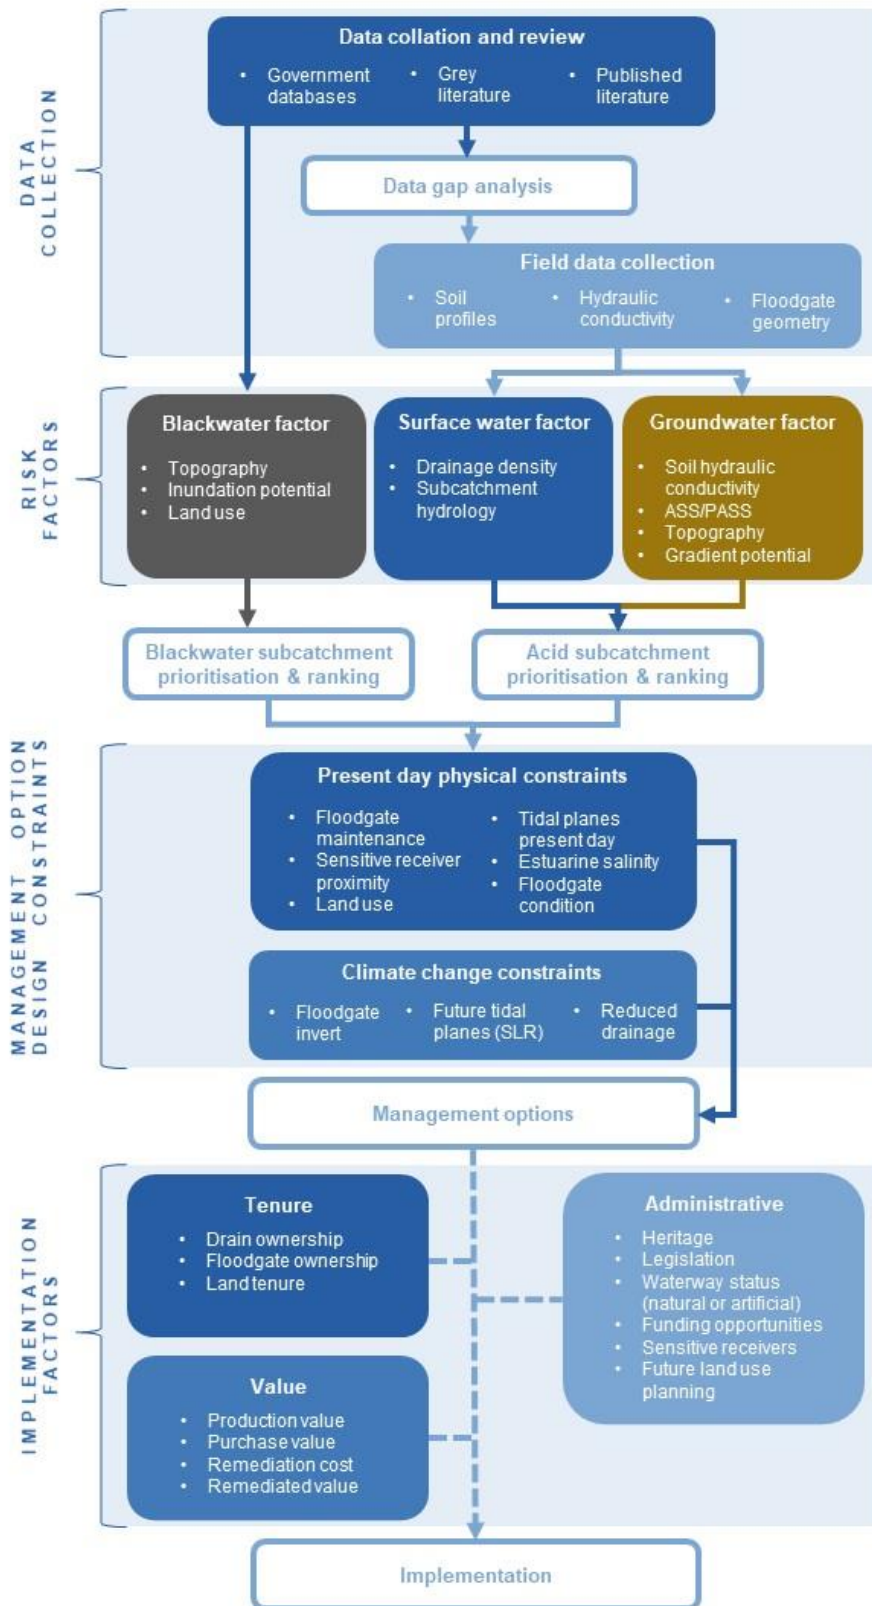 DATA
COLLECTION
Data collation and review
• Government
databases
• Grey
literature
• Published
literature
Data gap analysis
Field data collection
• Soil
profiles
• Hydraulic
conductivity
• Floodgate
geometry
RISK
FACTORS
Blackwater factor
• Topography
• Inundation potential
• Land use
Surface water factor
• Drainage density
• Subcatchment
hydrology
Groundwater factor
• Soil hydraulic
conductivity
• ASS/PASS
• Topography
• Gradient potential
Blackwater subcatchment
prioritisation & ranking
Acid subcatchment
prioritisation & ranking
MANAGEMENT OPTION
DESIGN CONSTRAINTS
Present day physical constraints
• Floodgate
maintenance
• Sensitive receiver
proximity
• Land use
• Tidal planes
present day
• Estuarine salinity
• Floodgate
condition
Climate change constraints
• Floodgate
invert
• Future tidal
planes (SLR)
• Reduced
drainage
Management options
IMPLEMENTATION
FACTORS
Tenure
• Drain ownership
• Floodgate ownership
• Land tenure
Administrative
• Heritage
• Legislation
• Waterway status
(natural or artificial)
• Funding opportunities
• Sensitive receivers
• Future land use
planning
Value
• Production value
• Purchase value
• Remediation cost
• Remediated value
Implementation